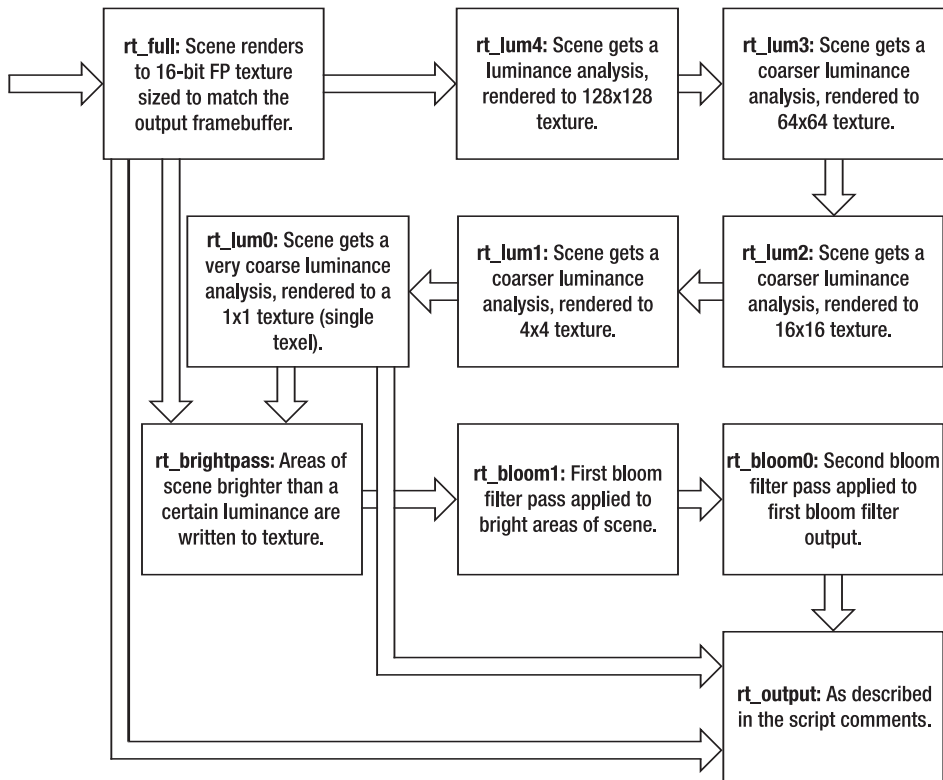 rt_full: Scene renders
to 16-bit FP texture
sized to match the
output framebuffer.
rt_lum4: Scene gets a
luminance analysis,
rendered to 128x128
texture.
rt_lum3: Scene gets a
coarser luminance
analysis, rendered to
64x64 texture.
rt_lum0: Scene gets a
very coarse luminance
analysis, rendered to a
1x1 texture (single
texel).
rt_lum1: Scene gets a
coarser luminance
analysis, rendered to
4x4 texture.
rt_lum2: Scene gets a
coarser luminance
analysis, rendered to
16x16 texture.
rt_brightpass: Areas of
scene brighter than a
certain luminance are
written to texture.
rt_bloom1: First bloom
filter pass applied to
bright areas of scene.
rt_bloom0: Second bloom
filter pass applied to
first bloom filter
output.
rt_output: As described
in the script comments.